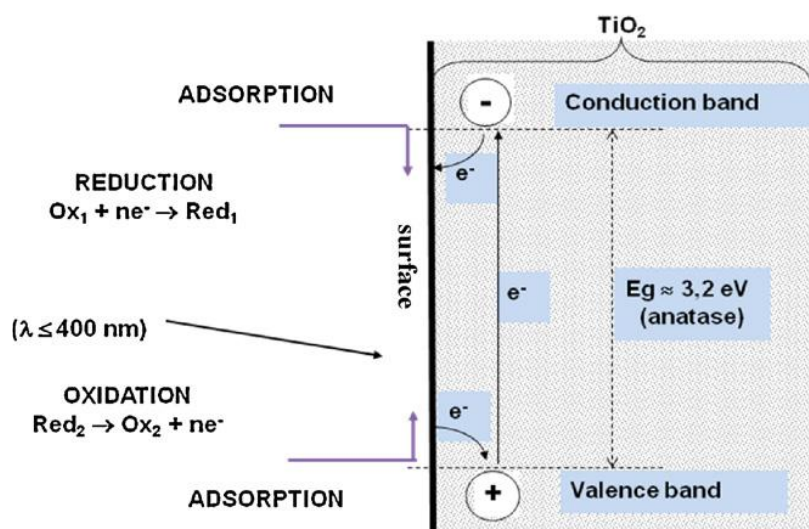 TiO₂
ADSORPTION
-
Conduction band
REDUCTION
Ox₁ + ne⁻ → Red₁
e⁻
surface
e⁻
Eg ≈ 3,2 eV
(anatase)
(λ ≤ 400 nm)
OXIDATION
Red₂ → Ox₂ + ne⁻
e⁻
ADSORPTION
+
Valence band